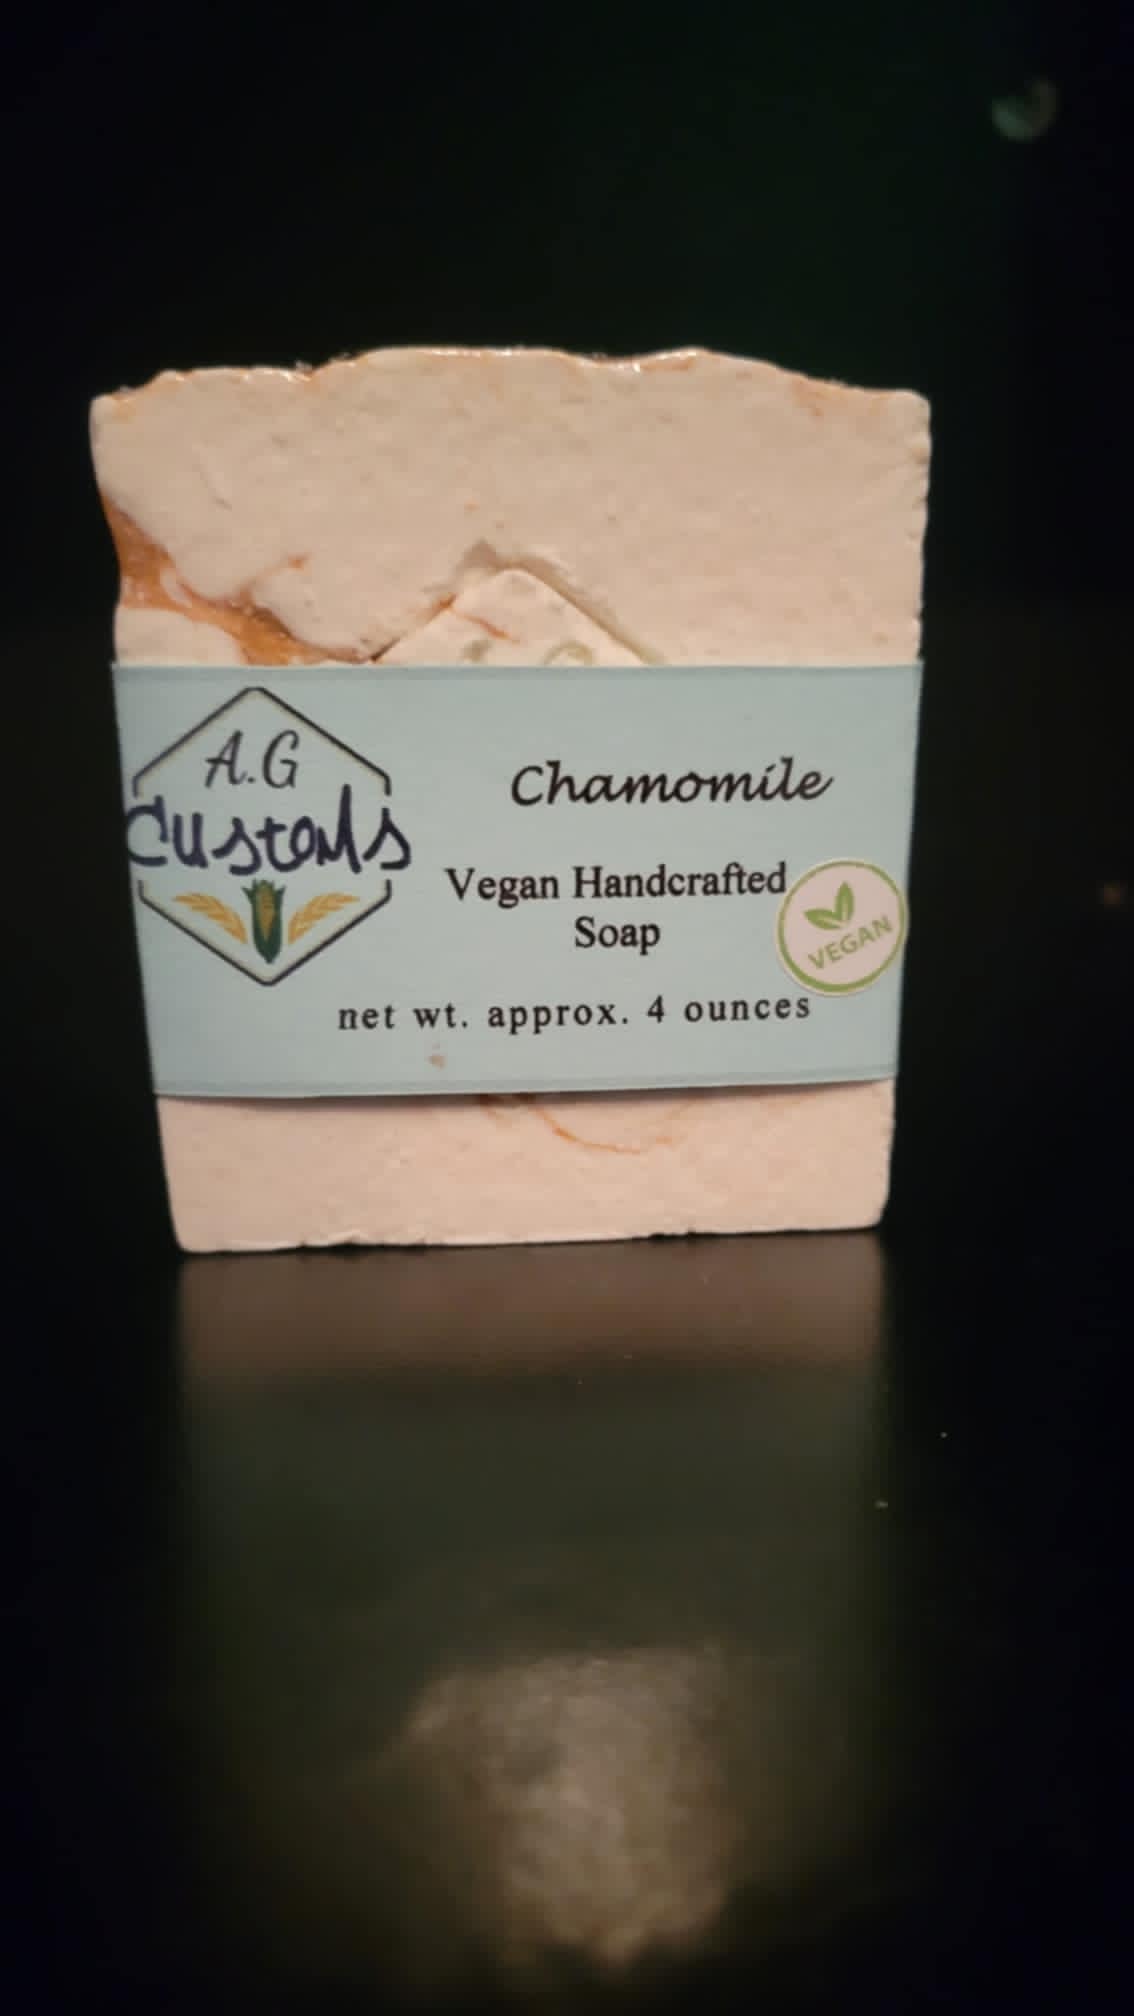 A.G
Customs
Chamomile
Vegan Handcrafted
Soap
VEGAN
net wt. approx. 4 ounces